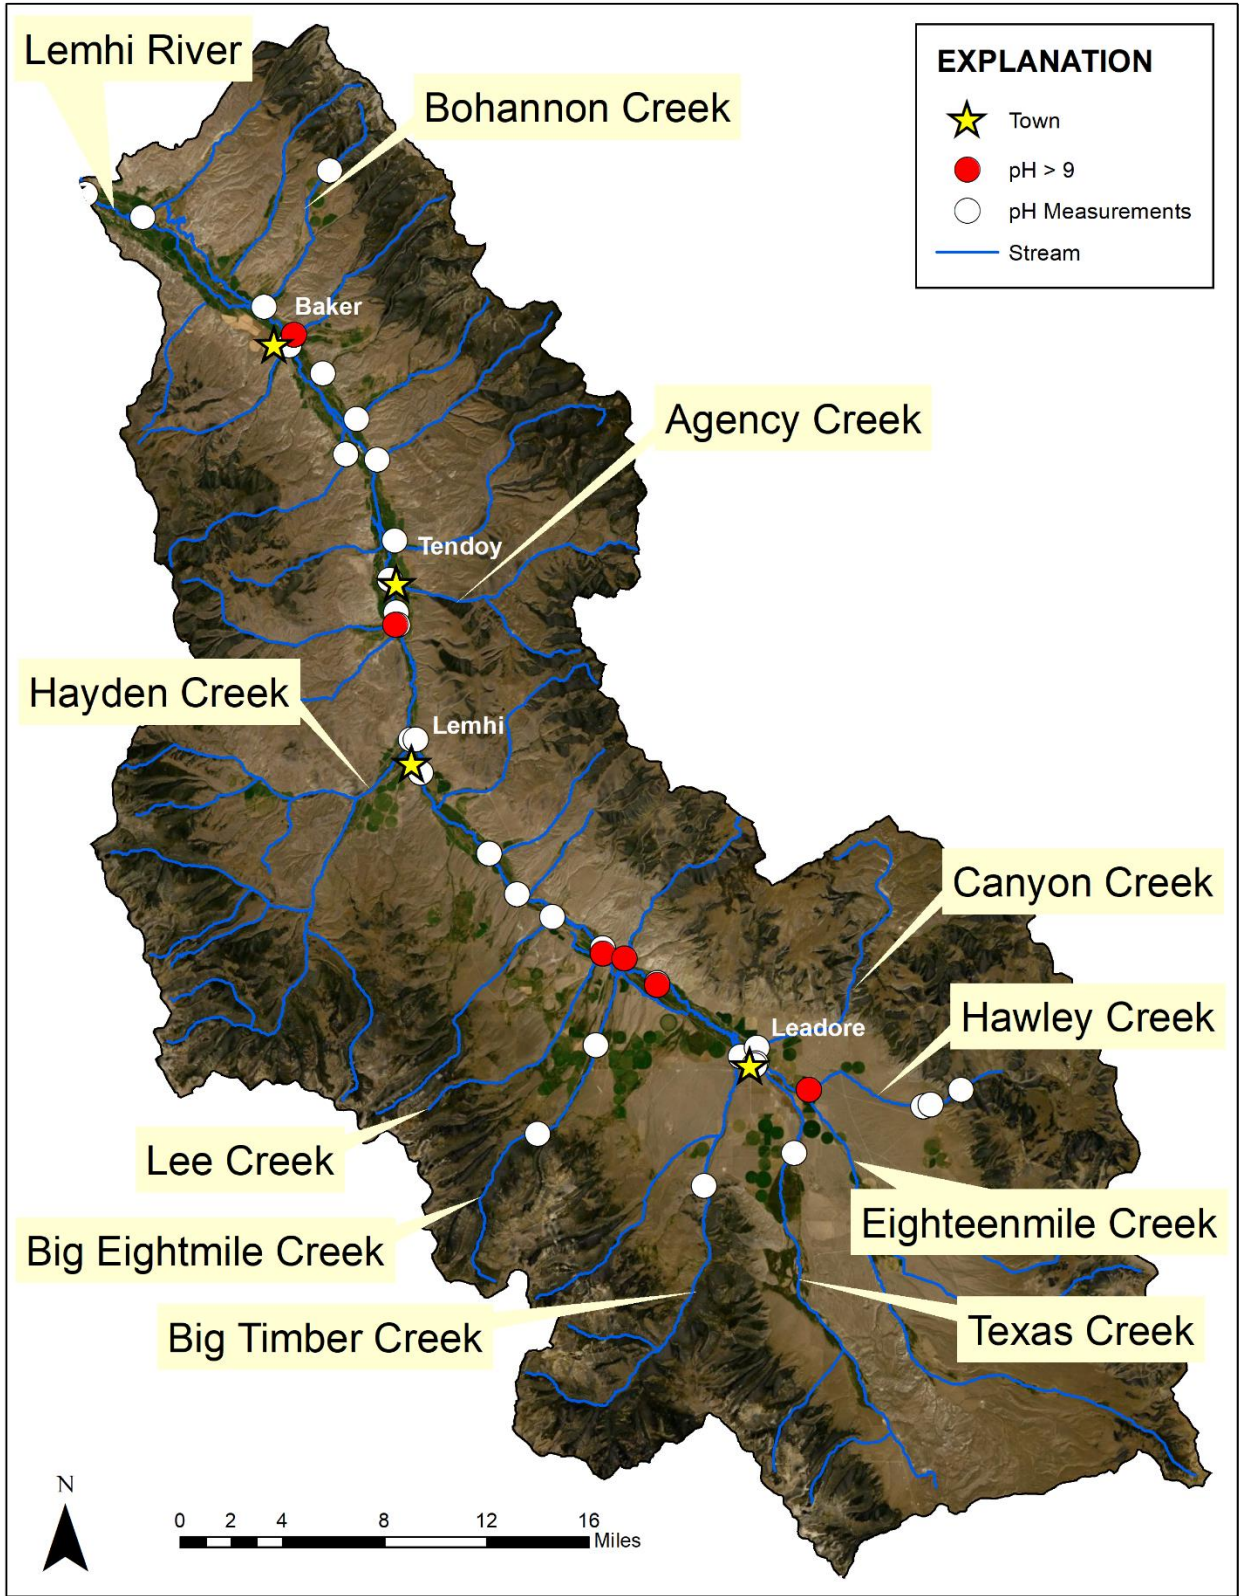 Lemhi River
Bohannon Creek
EXPLANATION
Town
pH > 9
pH Measurements
Stream
Baker
Agency Creek
Tendoy
Hayden Creek
Lemhi
Canyon Creek
Hawley Creek
Leadore
Lee Creek
Eighteenmile Creek
Big Eightmile Creek
Big Timber Creek
Texas Creek
N
0 2 4 8 12 16
Miles